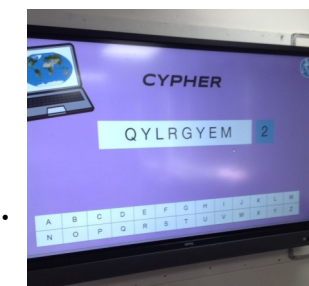 CYPHER
QYLRGYEM 2
A B C D E F G H I J K L M
N O P Q R S T U V W X Y Z